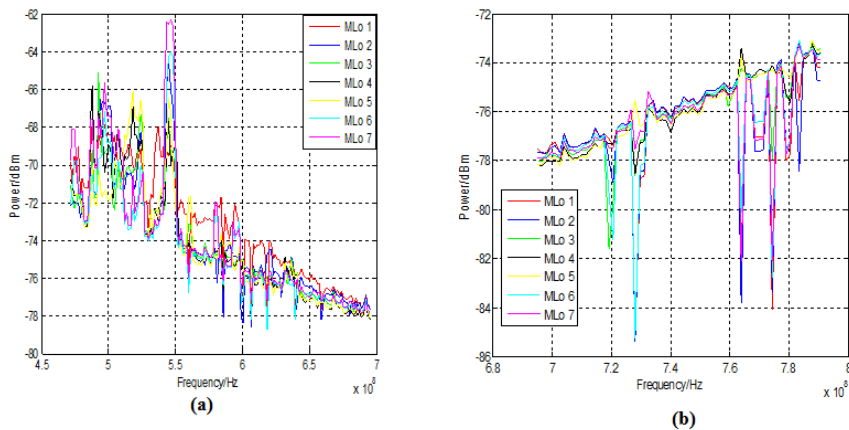 -62
-64
-66
-68
-70
-72
-74
-76
-78
-80
Power/dBm
4.5 5 5.5 6 6.5 7
Frequency/Hz
x 10^8
MLo 1
MLo 2
MLo 3
MLo 4
MLo 5
MLo 6
MLo 7
(a)
-72
-74
-76
-78
-80
-82
-84
-86
Power/dBm
6.8 7 7.2 7.4 7.6 7.8 8
Frequency/Hz
x 10^8
MLo 1
MLo 2
MLo 3
MLo 4
MLo 5
MLo 6
MLo 7
(b)